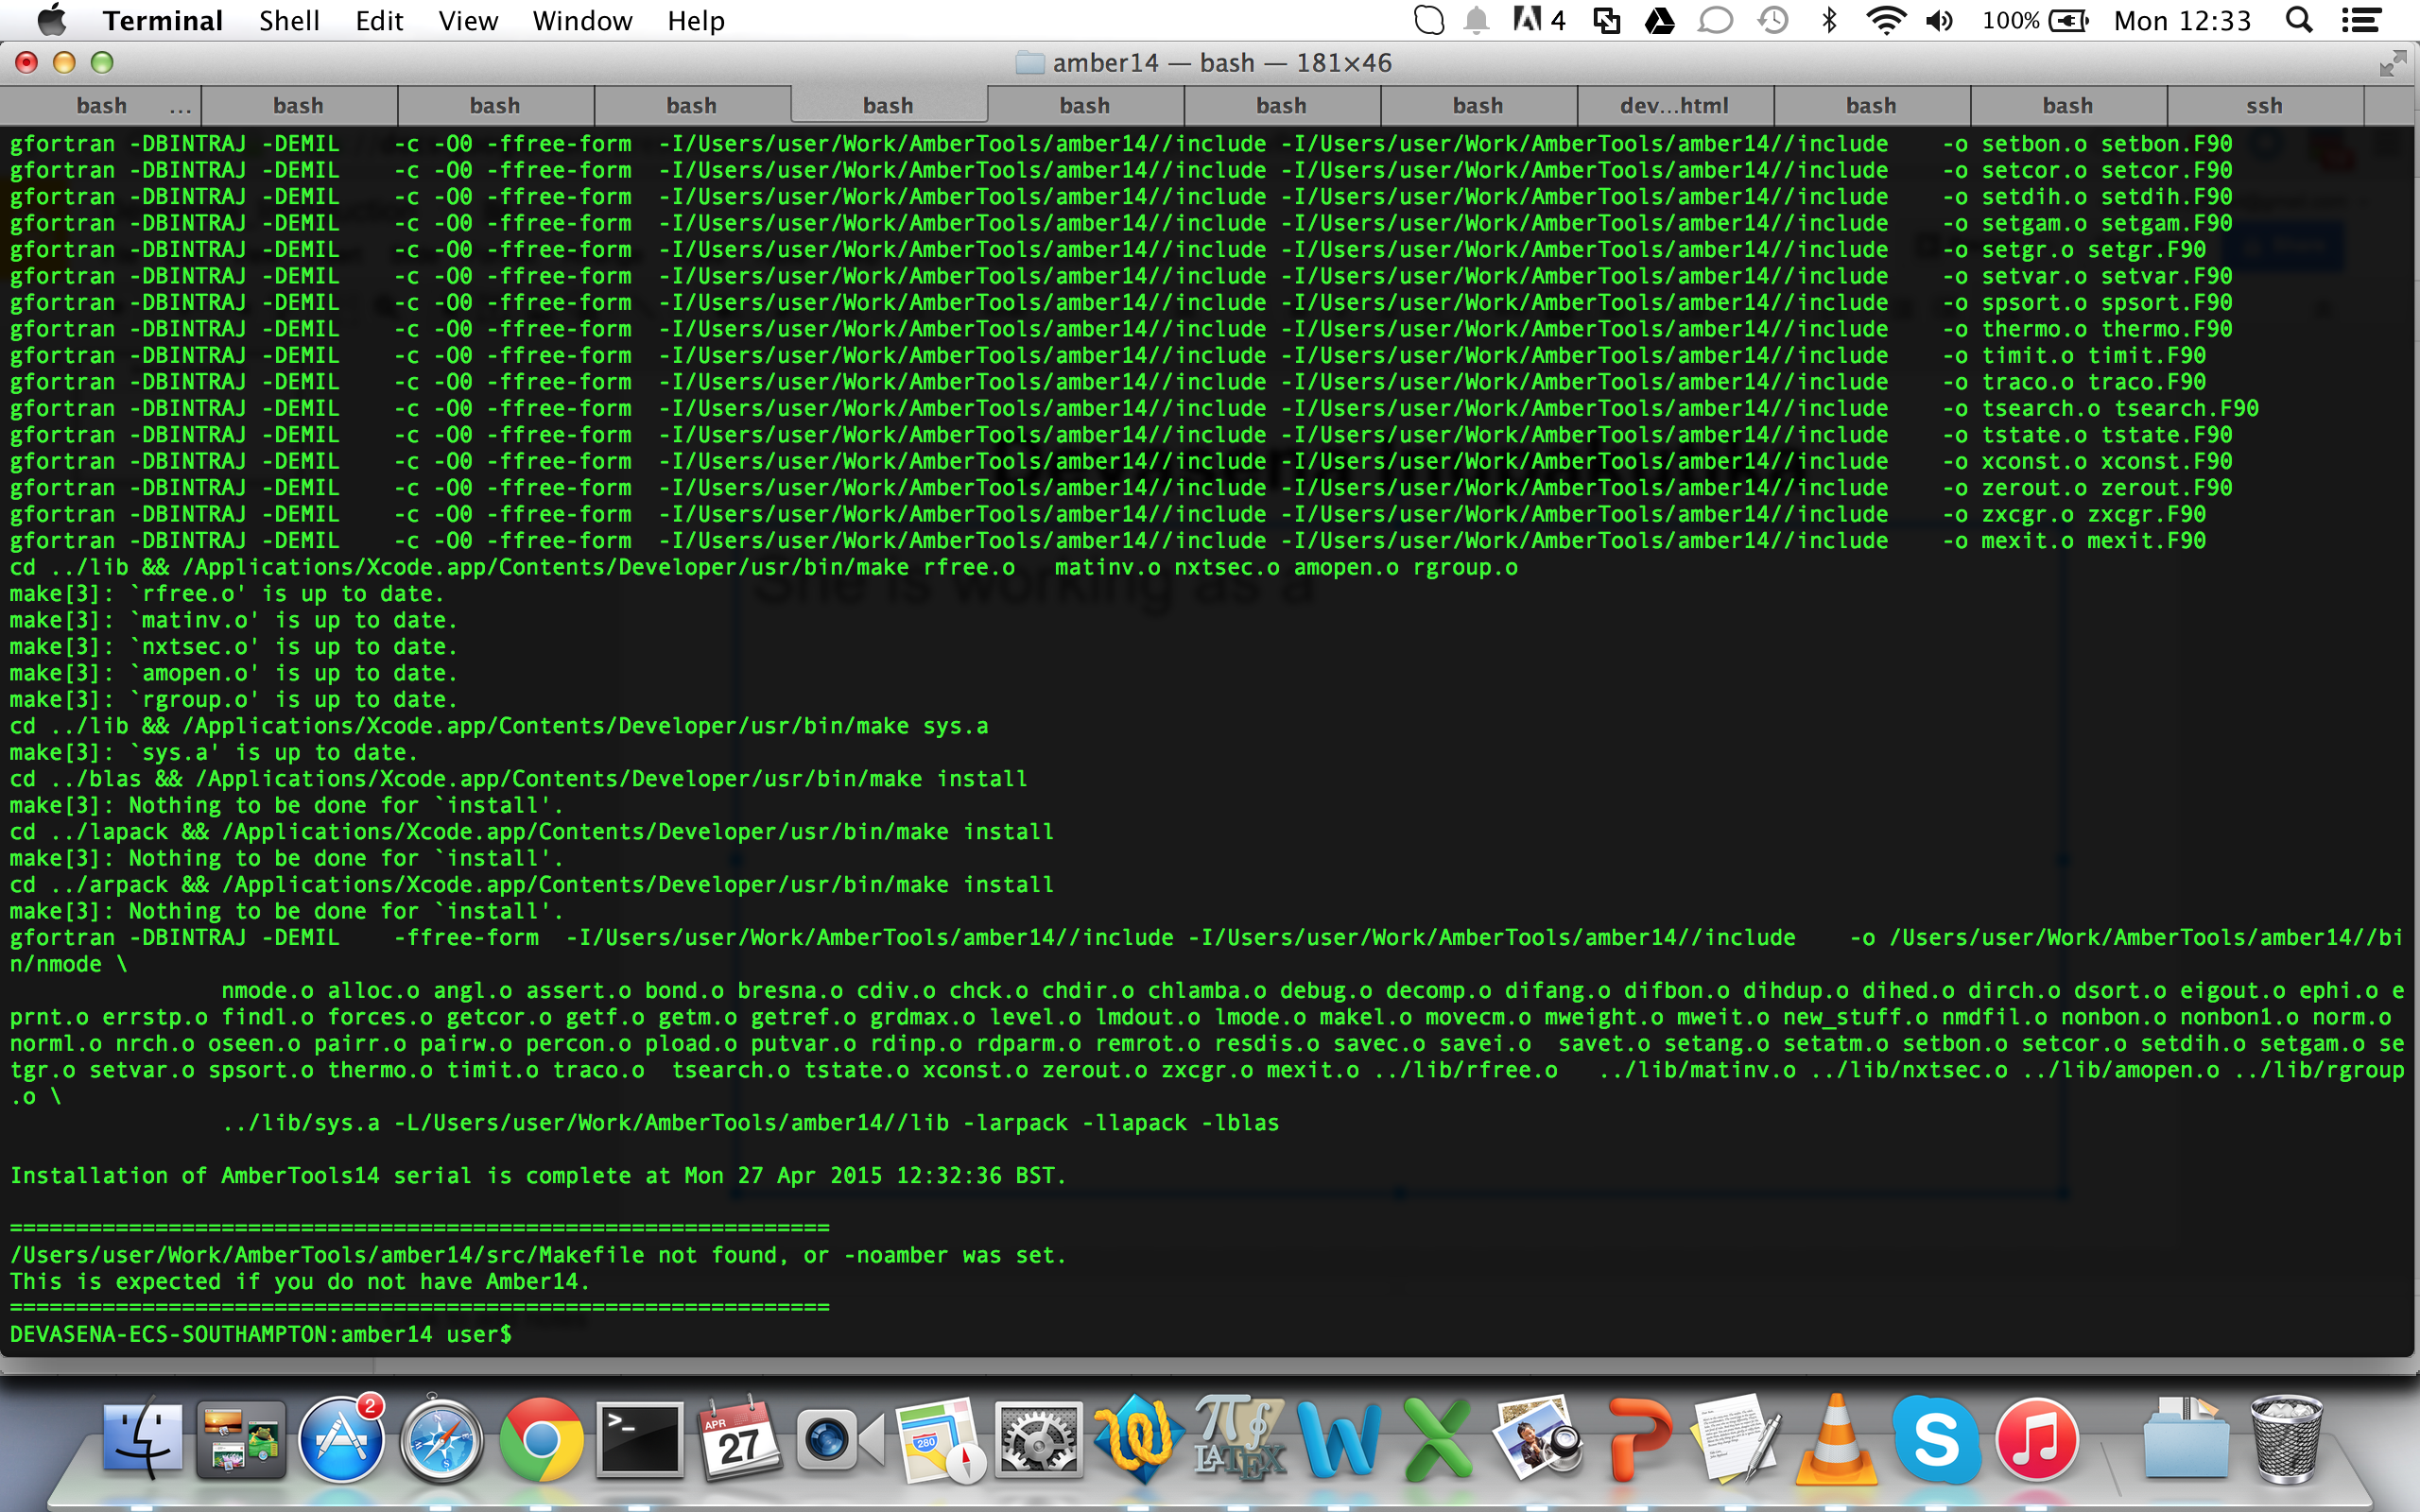 Terminal Shell Edit View Window Help 4 100% Mon 12:33
amber14 — bash — 181×46
bash ... bash bash bash bash bash bash bash dev...html bash bash ssh
gfortran -DBINTRAJ -DEMIL    -c -O0 -ffree-form  -I/Users/user/Work/AmberTools/amber14//include -I/Users/user/Work/AmberTools/amber14//include    -o setbon.o setbon.F90
gfortran -DBINTRAJ -DEMIL    -c -O0 -ffree-form  -I/Users/user/Work/AmberTools/amber14//include -I/Users/user/Work/AmberTools/amber14//include    -o setcor.o setcor.F90
gfortran -DBINTRAJ -DEMIL    -c -O0 -ffree-form  -I/Users/user/Work/AmberTools/amber14//include -I/Users/user/Work/AmberTools/amber14//include    -o setdih.o setdih.F90
gfortran -DBINTRAJ -DEMIL    -c -O0 -ffree-form  -I/Users/user/Work/AmberTools/amber14//include -I/Users/user/Work/AmberTools/amber14//include    -o setgam.o setgam.F90
gfortran -DBINTRAJ -DEMIL    -c -O0 -ffree-form  -I/Users/user/Work/AmberTools/amber14//include -I/Users/user/Work/AmberTools/amber14//include    -o setgr.o setgr.F90
gfortran -DBINTRAJ -DEMIL    -c -O0 -ffree-form  -I/Users/user/Work/AmberTools/amber14//include -I/Users/user/Work/AmberTools/amber14//include    -o setvar.o setvar.F90
gfortran -DBINTRAJ -DEMIL    -c -O0 -ffree-form  -I/Users/user/Work/AmberTools/amber14//include -I/Users/user/Work/AmberTools/amber14//include    -o spsort.o spsort.F90
gfortran -DBINTRAJ -DEMIL    -c -O0 -ffree-form  -I/Users/user/Work/AmberTools/amber14//include -I/Users/user/Work/AmberTools/amber14//include    -o thermo.o thermo.F90
gfortran -DBINTRAJ -DEMIL    -c -O0 -ffree-form  -I/Users/user/Work/AmberTools/amber14//include -I/Users/user/Work/AmberTools/amber14//include    -o timit.o timit.F90
gfortran -DBINTRAJ -DEMIL    -c -O0 -ffree-form  -I/Users/user/Work/AmberTools/amber14//include -I/Users/user/Work/AmberTools/amber14//include    -o traco.o traco.F90
gfortran -DBINTRAJ -DEMIL    -c -O0 -ffree-form  -I/Users/user/Work/AmberTools/amber14//include -I/Users/user/Work/AmberTools/amber14//include    -o tsearch.o tsearch.F90
gfortran -DBINTRAJ -DEMIL    -c -O0 -ffree-form  -I/Users/user/Work/AmberTools/amber14//include -I/Users/user/Work/AmberTools/amber14//include    -o tstate.o tstate.F90
gfortran -DBINTRAJ -DEMIL    -c -O0 -ffree-form  -I/Users/user/Work/AmberTools/amber14//include -I/Users/user/Work/AmberTools/amber14//include    -o xconst.o xconst.F90
gfortran -DBINTRAJ -DEMIL    -c -O0 -ffree-form  -I/Users/user/Work/AmberTools/amber14//include -I/Users/user/Work/AmberTools/amber14//include    -o zerout.o zerout.F90
gfortran -DBINTRAJ -DEMIL    -c -O0 -ffree-form  -I/Users/user/Work/AmberTools/amber14//include -I/Users/user/Work/AmberTools/amber14//include    -o zxcgr.o zxcgr.F90
gfortran -DBINTRAJ -DEMIL    -c -O0 -ffree-form  -I/Users/user/Work/AmberTools/amber14//include -I/Users/user/Work/AmberTools/amber14//include    -o mexit.o mexit.F90
cd ../lib && /Applications/Xcode.app/Contents/Developer/usr/bin/make rfree.o   matinv.o nxtsec.o amopen.o rgroup.o
She is working as a
make[3]: `rfree.o' is up to date.
make[3]: `matinv.o' is up to date.
make[3]: `nxtsec.o' is up to date.
make[3]: `amopen.o' is up to date.
make[3]: `rgroup.o' is up to date.
cd ../lib && /Applications/Xcode.app/Contents/Developer/usr/bin/make sys.a
make[3]: `sys.a' is up to date.
cd ../blas && /Applications/Xcode.app/Contents/Developer/usr/bin/make install
make[3]: Nothing to be done for `install'.
cd ../lapack && /Applications/Xcode.app/Contents/Developer/usr/bin/make install
make[3]: Nothing to be done for `install'.
cd ../arpack && /Applications/Xcode.app/Contents/Developer/usr/bin/make install
make[3]: Nothing to be done for `install'.
gfortran -DBINTRAJ -DEMIL    -ffree-form  -I/Users/user/Work/AmberTools/amber14//include -I/Users/user/Work/AmberTools/amber14//include    -o /Users/user/Work/AmberTools/amber14//bi
n/nmode \
nmode.o alloc.o angl.o assert.o bond.o bresna.o cdiv.o chck.o chdir.o chlamba.o debug.o decomp.o difang.o difbon.o dihdup.o dihed.o dirch.o dsort.o eigout.o ephi.o e
prnt.o errstp.o findl.o forces.o getcor.o getf.o getm.o getref.o grdmax.o level.o lmdout.o lmode.o makel.o movecm.o mweight.o mweit.o new_stuff.o nmdfil.o nonbon.o nonbon1.o norm.o
norml.o nrch.o oseen.o pairr.o pairw.o percon.o pload.o putvar.o rdinp.o rdparm.o remrot.o resdis.o savec.o savei.o  savet.o setang.o setatm.o setbon.o setcor.o setdih.o setgam.o se
tgr.o setvar.o spsort.o thermo.o timit.o traco.o  tsearch.o tstate.o xconst.o zerout.o zxcgr.o mexit.o ../lib/rfree.o   ../lib/matinv.o ../lib/nxtsec.o ../lib/amopen.o ../lib/rgroup
.o \
../lib/sys.a -L/Users/user/Work/AmberTools/amber14//lib -larpack -llapack -lblas
Installation of AmberTools14 serial is complete at Mon 27 Apr 2015 12:32:36 BST.
==============================================================
/Users/user/Work/AmberTools/amber14/src/Makefile not found, or -noamber was set.
This is expected if you do not have Amber14.
==============================================================
DEVASENA-ECS-SOUTHAMPTON:amber14 user$
2
>_
APR
27
280
LATEX
W
X
P
S